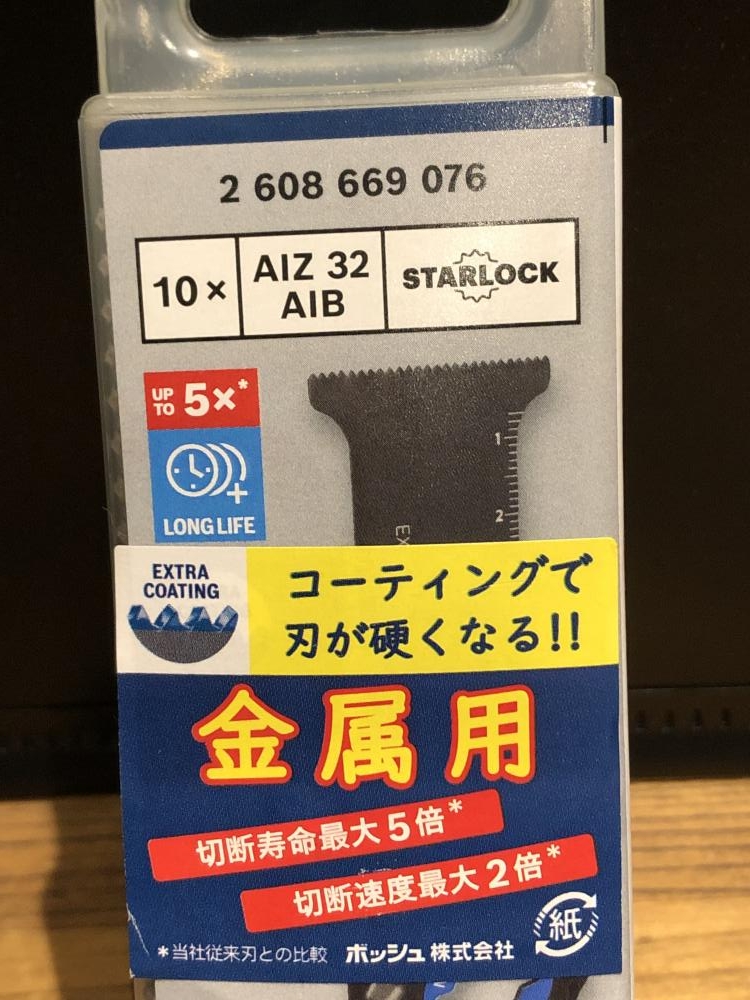 2 608 669 076
10×
AIZ 32
AIB
STARLOCK
UP TO 5×*
LONG LIFE
1
2
EX
EXTRA
COATING
コーティングで
刃が硬くなる!!
金属用
切断寿命最大5倍*
切断速度最大2倍*
*当社従来刃との比較 ボッシュ株式会社
紙